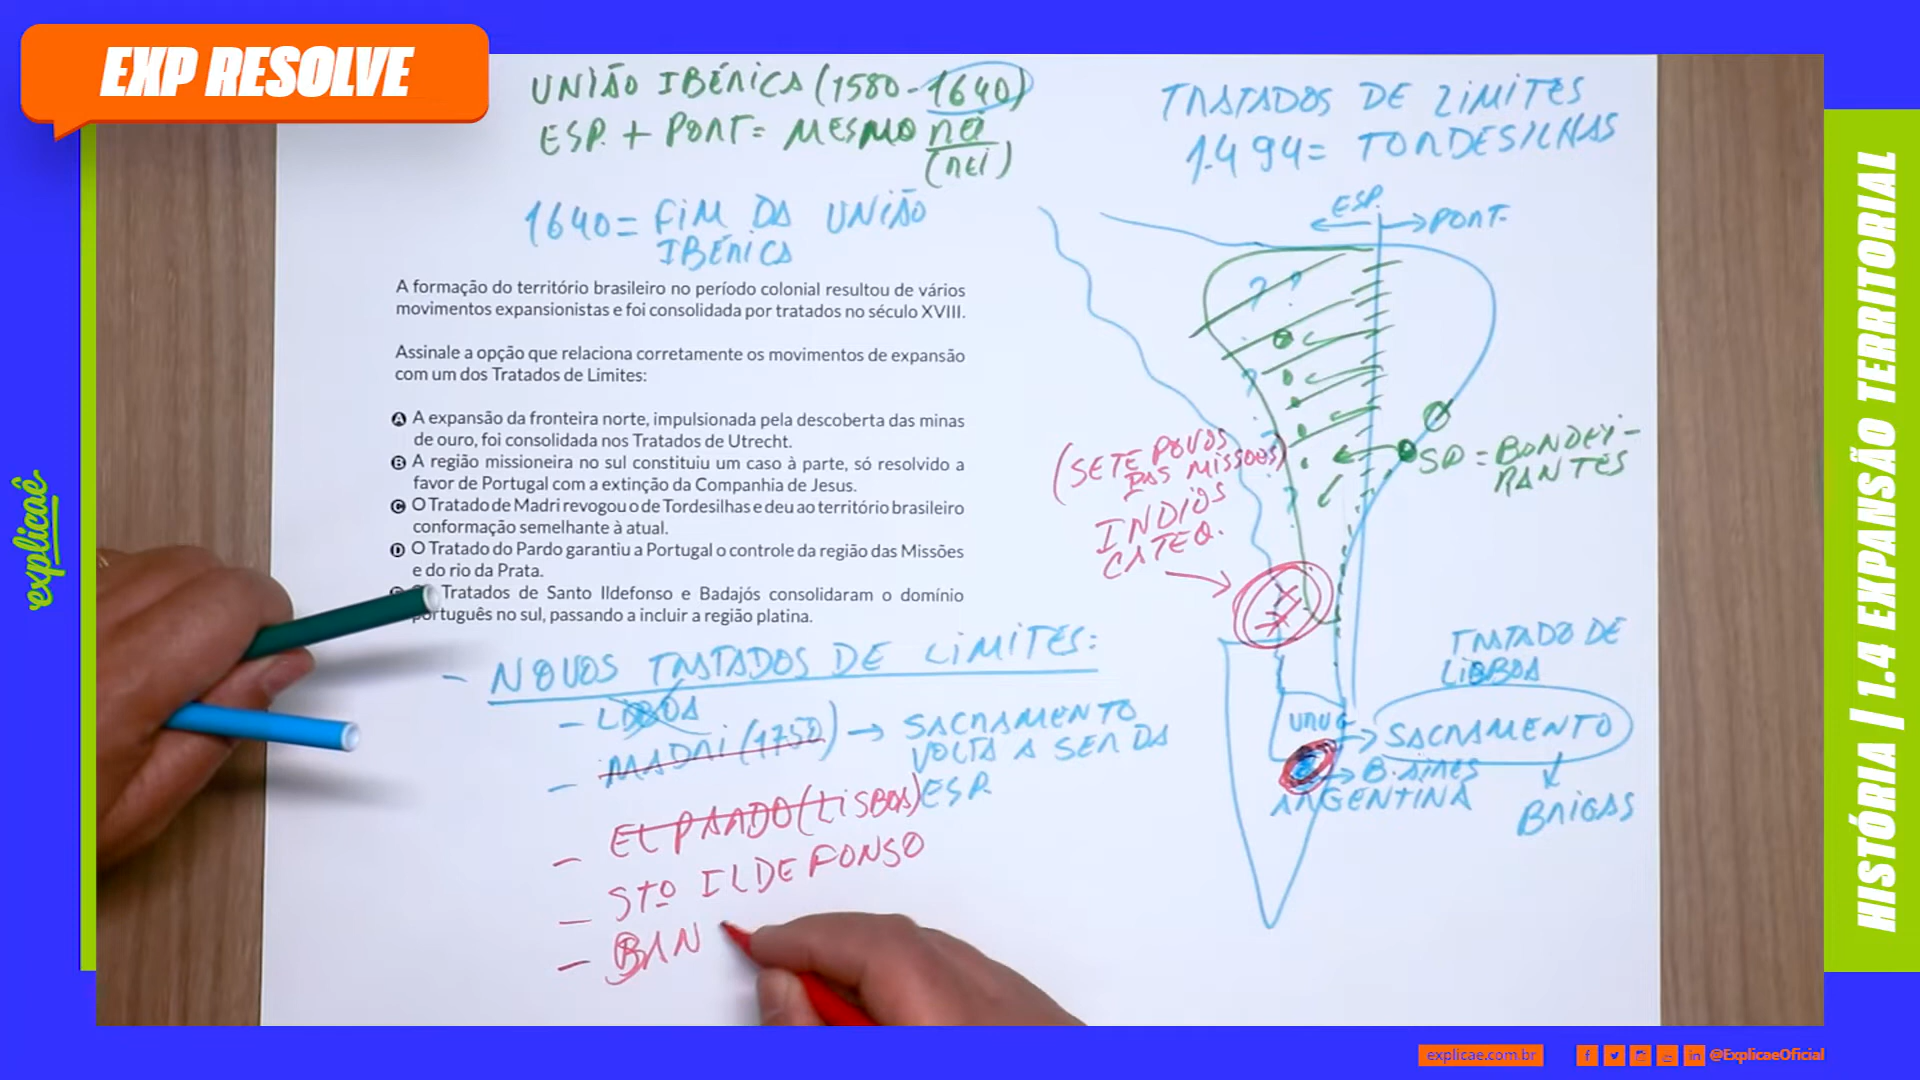 EXP RESOLVE
UNIÃO IBÉRICA (1580-1640)
ESP. + PORT = MESMO REI
(REI)
1640 = FIM DA UNIÃO
IBÉRICA
TRATADOS DE LIMITES
1.494 = TORDESILHAS
ESP. PORT.
A formação do território brasileiro no período colonial resultou de vários
movimentos expansionistas e foi consolidada por tratados no século XVIII.
Assinale a opção que relaciona corretamente os movimentos de expansão
com um dos Tratados de Limites:
A A expansão da fronteira norte, impulsionada pela descoberta das minas
de ouro, foi consolidada nos Tratados de Utrecht.
B A região missioneira no sul constituiu um caso à parte, só resolvido a
favor de Portugal com a extinção da Companhia de Jesus.
C O Tratado de Madri revogou o de Tordesilhas e deu ao território brasileiro
conformação semelhante à atual.
D O Tratado do Pardo garantiu a Portugal o controle da região das Missões
e do rio da Prata.
Tratados de Santo Ildefonso e Badajós consolidaram o domínio
português no sul, passando a incluir a região platina.
? ?
?
?
?
SP = BANDEI-
RANTES
(SETE POVOS
DAS MISSÕES)
INDIOS
CATEQ.
- NOVOS TRATADOS DE LIMITES:
- LISBOA
- MADRI (1750) → SACRAMENTO
VOLTA A SER DA
ESP.
- EL PARDO (LISBOA)
- STO ILDEFONSO
- BAN
TRATADO DE
LISBOA
URUG → SACRAMENTO
→ B. AIRES
ARGENTINA
BRIGAS
HISTÓRIA | 1.4 EXPANSÃO TERRITORIAL
explicaê
explicae.com.br
@ExplicaeOficial